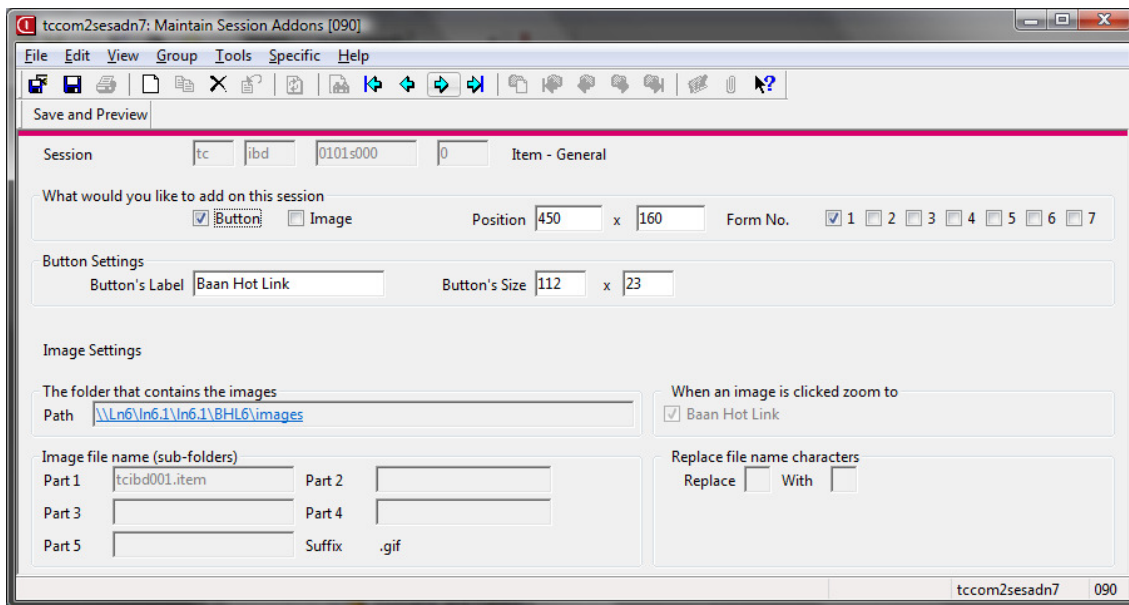 tccom2sesadn7: Maintain Session Addons [090]
File Edit View Group Tools Specific Help
Save and Preview
Session tc ibd 0101s000 0 Item - General
What would you like to add on this session
Button Image Position 450 x 160 Form No. 1 2 3 4 5 6 7
Button Settings
Button's Label Baan Hot Link Button's Size 112 x 23
Image Settings
The folder that contains the images When an image is clicked zoom to
Path \\Ln6\ln6.1\ln6.1\BHL6\images Baan Hot Link
Image file name (sub-folders) Replace file name characters
Part 1 tcibd001.item Part 2 Replace With
Part 3 Part 4
Part 5 Suffix .gif
tccom2sesadn7 090